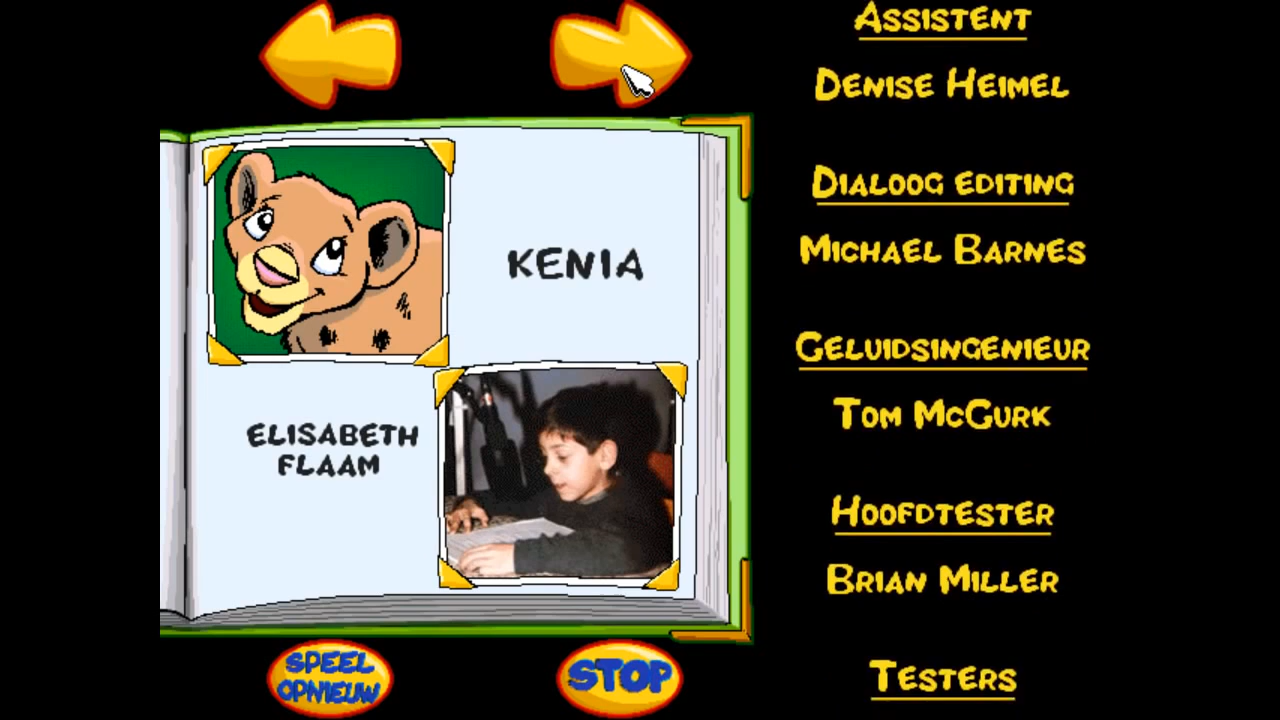 KENIA
ELISABETH
FLAAM
SPEEL
OPNIEUW
STOP
ASSISTENT
DENISE HEIMEL
DIALOOG EDITING
MICHAEL BARNES
GELUIDSINGENIEUR
TOM MCGURK
HOOFDTESTER
BRIAN MILLER
TESTERS